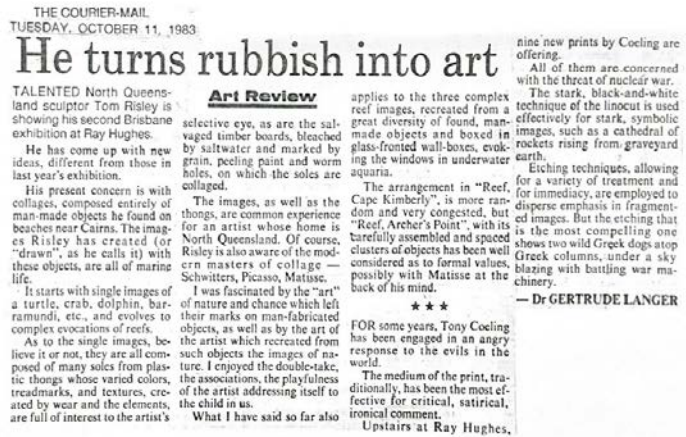 THE COURIER-MAIL
TUESDAY, OCTOBER 11, 1983
He turns rubbish into art
TALENTED North Queens-
land sculptor Tom Risley is
showing his second Brisbane
exhibition at Ray Hughes.
He has come up with new
ideas, different from those in
last year's exhibition.
His present concern is with
collages, composed entirely of
man-made objects he found on
beaches near Cairns. The imag-
es Risley has created (or
"drawn", as he calls it) with
these objects, are all of marine
life.
It starts with single images of
a turtle, crab, dolphin, bar-
ramundi, etc., and evolves to
complex evocations of reefs.
As to the single images, be-
lieve it or not, they are all com-
posed of many soles from plas-
tic thongs whose varied colors,
treadmarks, and textures, cre-
ated by wear and the elements,
are full of interest to the artist's
Art Review
selective eye, as are the sal-
vaged timber boards, bleached
by saltwater and marked by
grain, peeling paint and worm
holes, on which the soles are
collaged.
The images, as well as the
thongs, are common experience
for an artist whose home is
North Queensland. Of course,
Risley is also aware of the mod-
ern masters of collage —
Schwitters, Picasso, Matisse.
I was fascinated by the "art"
of nature and chance which left
their marks on man-fabricated
objects, as well as by the art of
the artist which recreated from
such objects the images of na-
ture. I enjoyed the double-take,
the associations, the playfulness
of the artist addressing itself to
the child in us.
What I have said so far also
applies to the three complex
reef images, recreated from a
great diversity of found, man-
made objects and boxed in
glass-fronted wall-boxes, evok-
ing the windows in underwater
aquaria.
The arrangement in "Reef,
Cape Kimberly", is more ran-
dom and very congested, but
"Reef, Archer's Point", with its
carefully assembled and spaced
clusters of objects has been well
considered as to formal values,
possibly with Matisse at the
back of his mind.
★★★
FOR some years, Tony Coeling
has been engaged in an angry
response to the evils in the
world.
The medium of the print, tra-
ditionally, has been the most ef-
fective for critical, satirical,
ironical comment.
Upstairs at Ray Hughes,
nine new prints by Coeling are
offering.
All of them are concerned
with the threat of nuclear war.
The stark, black-and-white
technique of the linocut is used
effectively for stark, symbolic
images, such as a cathedral of
rockets rising from graveyard
earth.
Etching techniques, allowing
for a variety of treatment and
for immediacy, are employed to
disperse emphasis in fragment-
ed images. But the etching that
is the most compelling one
shows two wild Greek dogs atop
Greek columns, under a sky
blazing with battling war ma-
chinery.
— Dr GERTRUDE LANGER